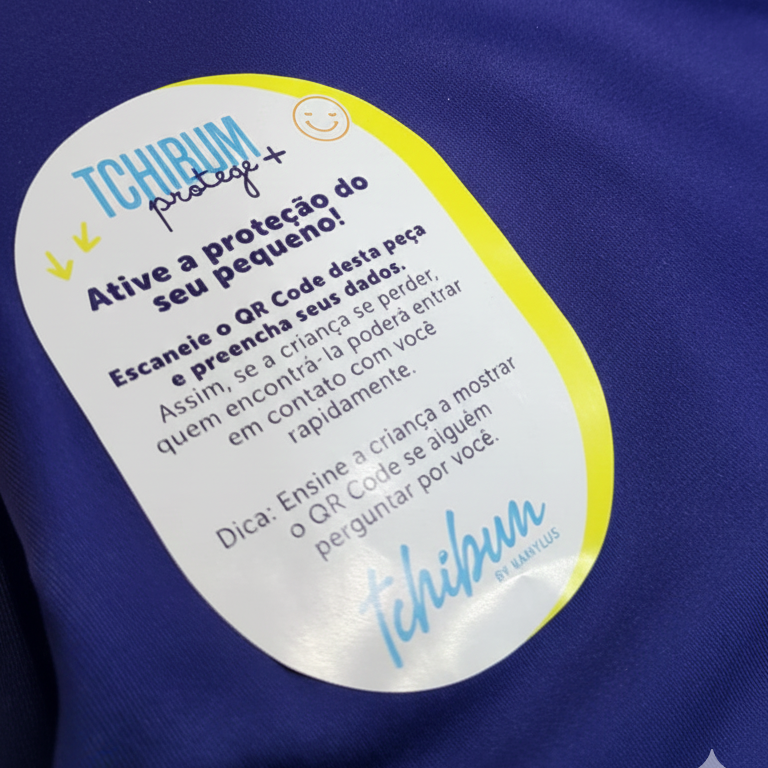 TCHIBUM
protege +
Ative a proteção do
seu pequeno!
Escaneie o QR Code desta peça
e preencha seus dados.
Assim, se a criança se perder,
quem encontrá-la poderá entrar
em contato com você
rapidamente.
Dica: Ensine a criança a mostrar
o QR Code se alguém
perguntar por você.
tchibum
BY NANYLUS